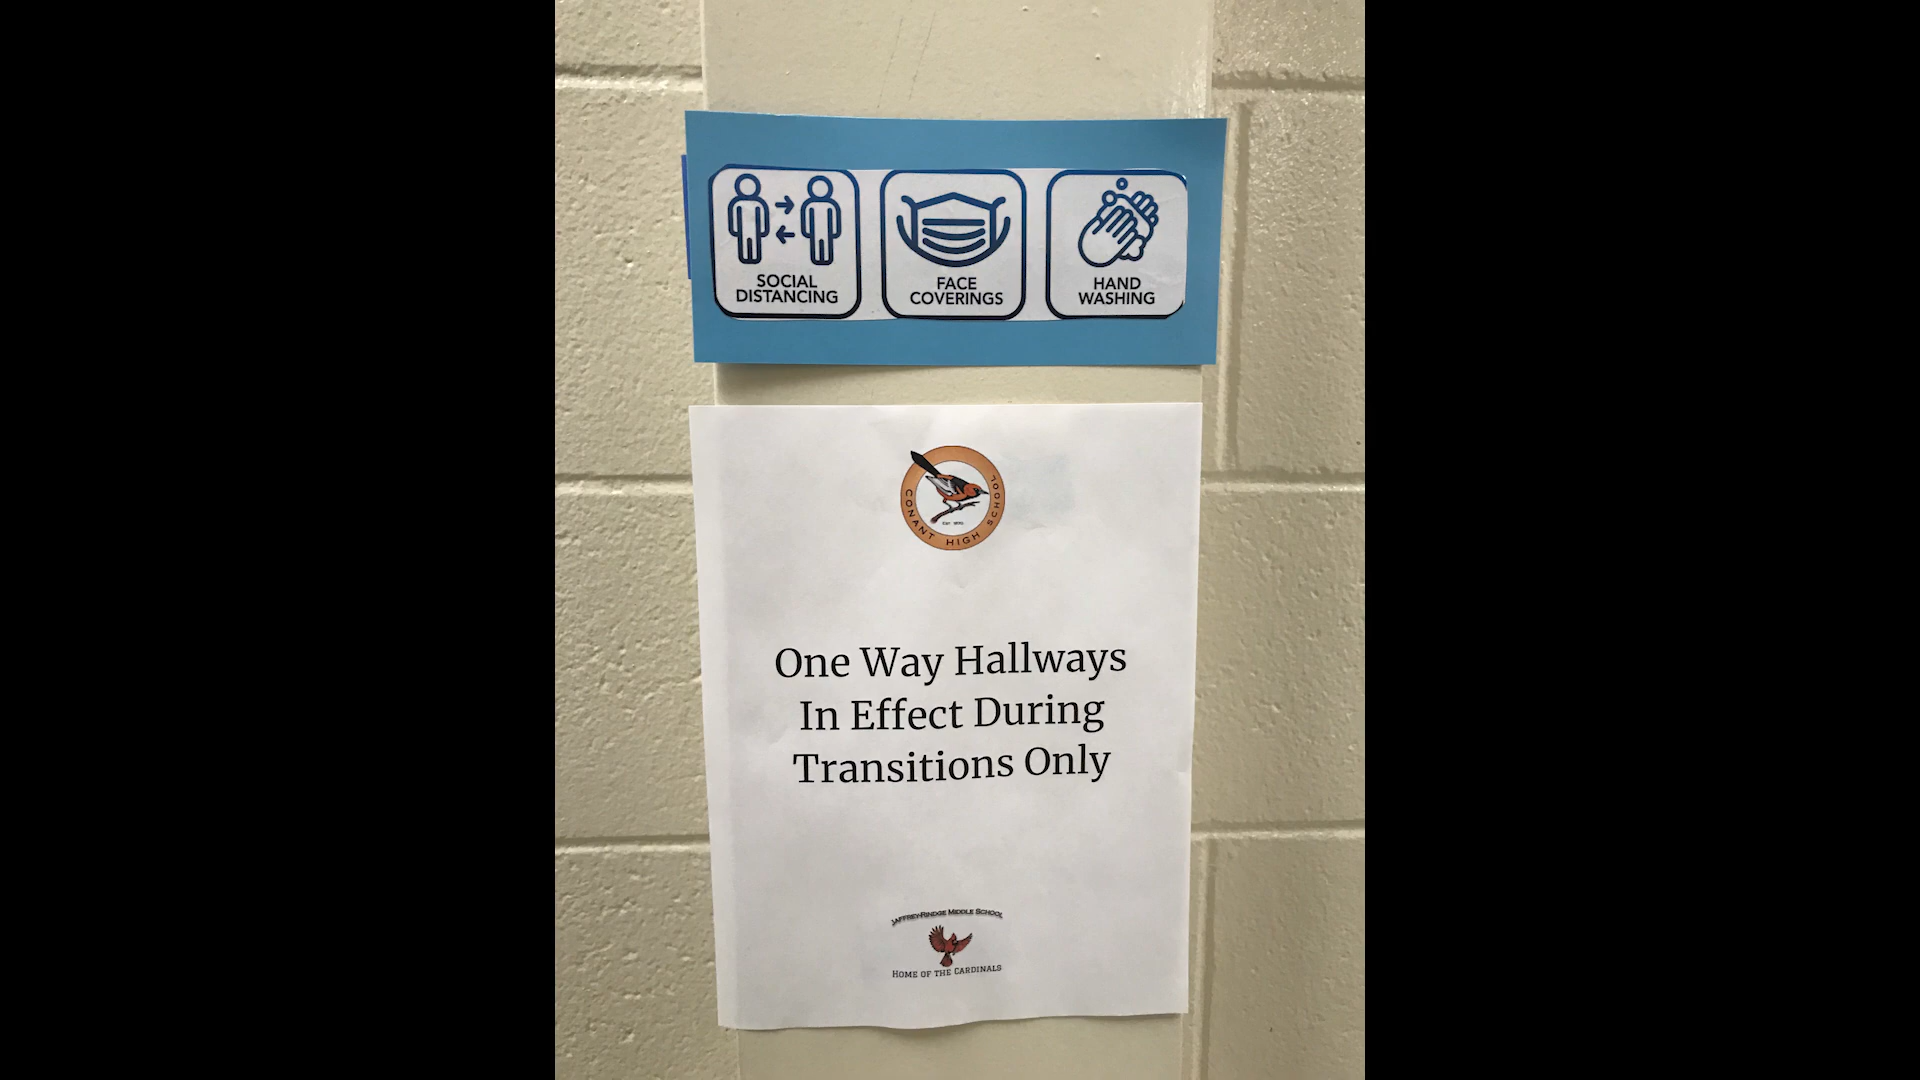 SOCIAL
DISTANCING
FACE
COVERINGS
HAND
WASHING
CONANT HIGH SCHOOL
One Way Hallways
In Effect During
Transitions Only
JAFFREY-RINDGE MIDDLE SCHOOL
HOME OF THE CARDINALS